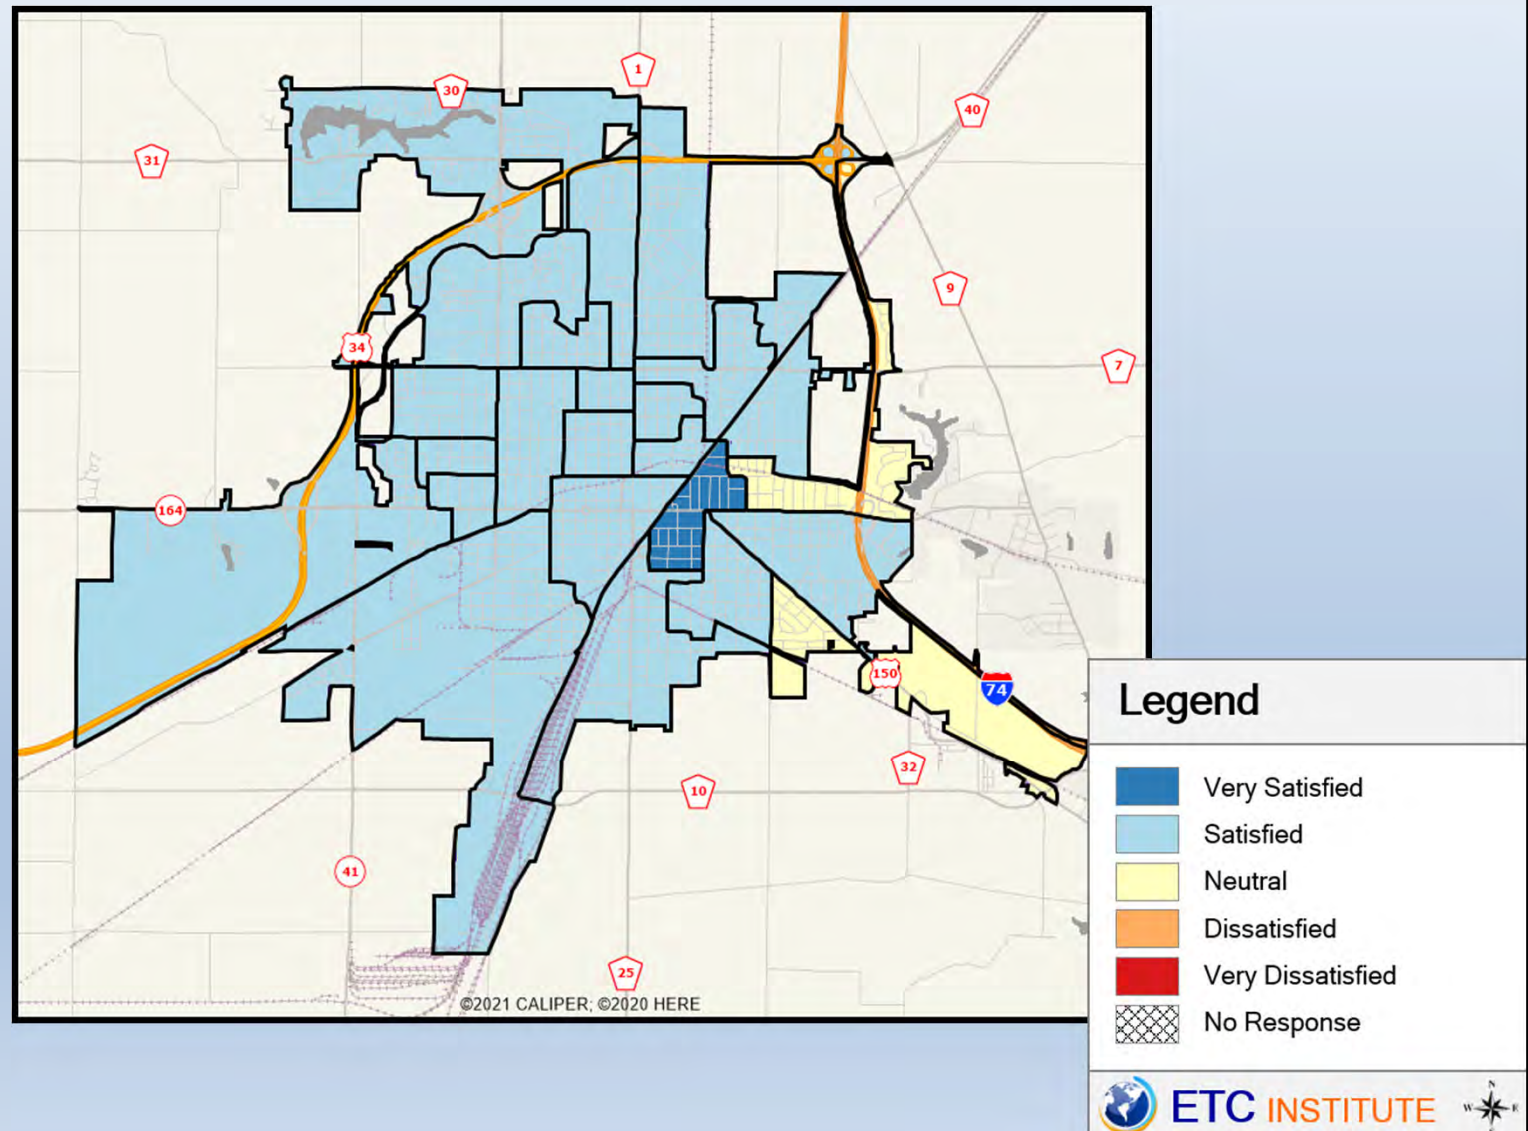 1
30
40
31
9
34
7
164
150
74
32
10
41
25
©2021 CALIPER; ©2020 HERE
Legend
Very Satisfied
Satisfied
Neutral
Dissatisfied
Very Dissatisfied
No Response
ETC INSTITUTE
N
W E